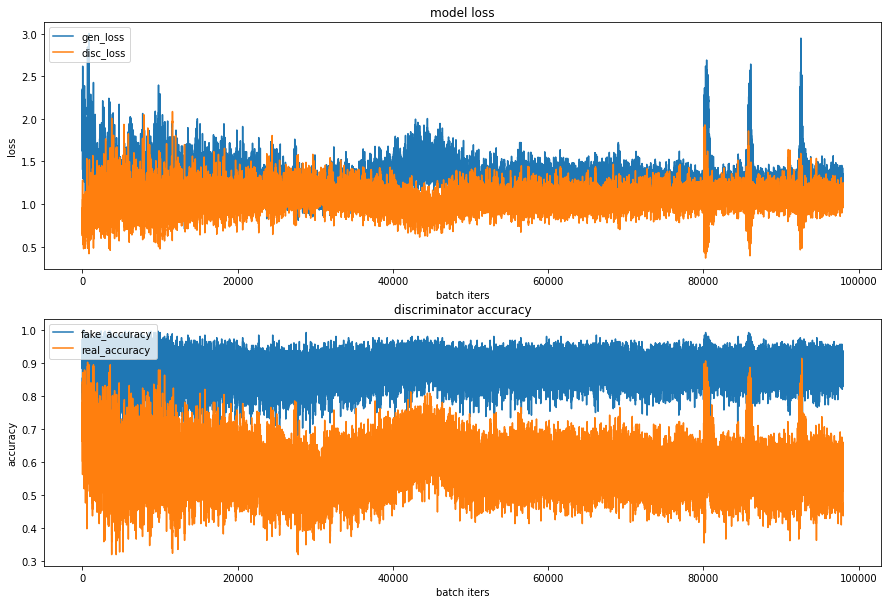 model loss
gen_loss
disc_loss
3.0
2.5
2.0
1.5
1.0
0.5
loss
0
20000
40000
60000
80000
100000
batch iters
discriminator accuracy
fake_accuracy
real_accuracy
1.0
0.9
0.8
0.7
0.6
0.5
0.4
0.3
accuracy
0
20000
40000
60000
80000
100000
batch iters